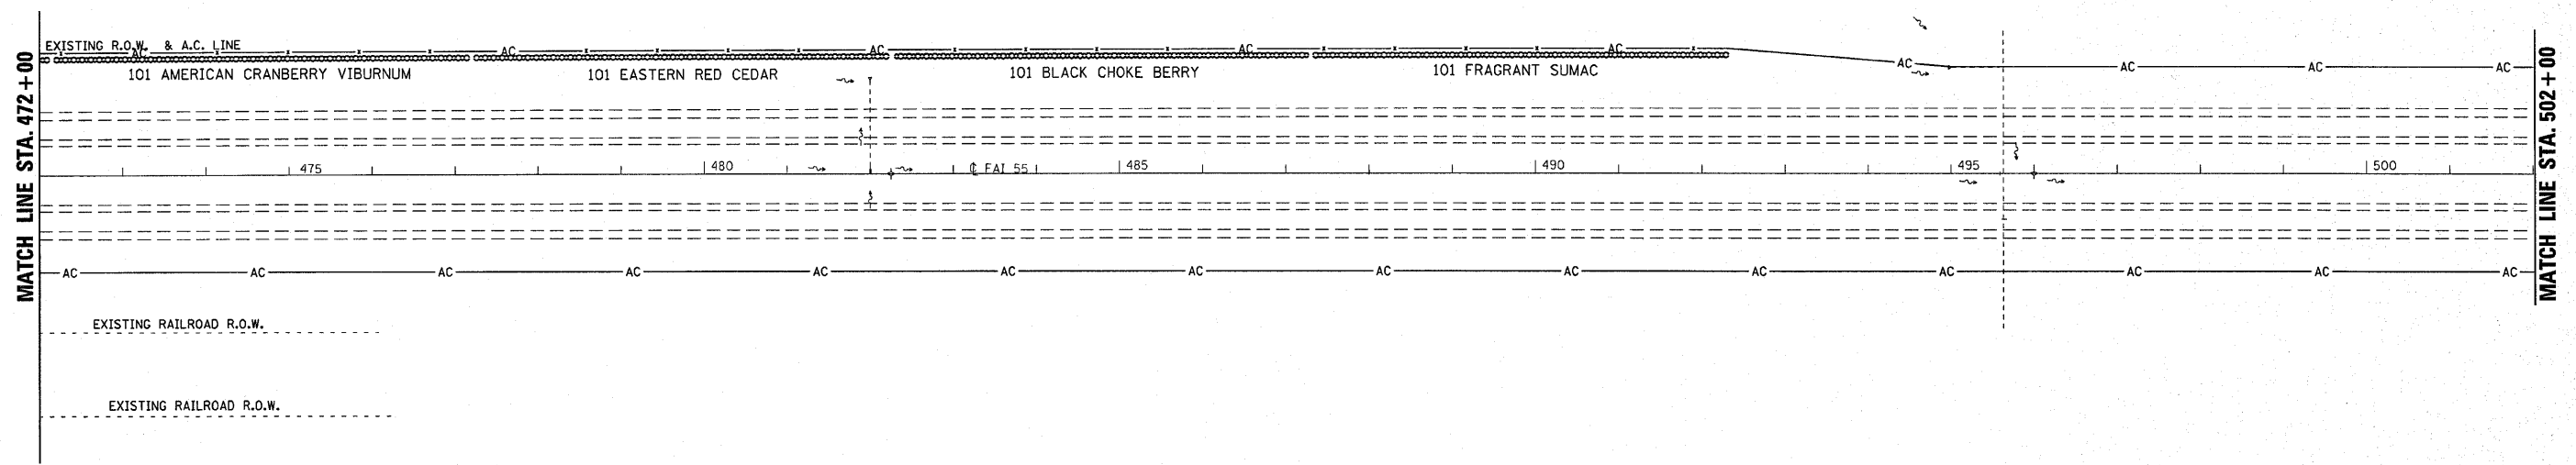 MATCH LINE STA. 472+00
EXISTING R.O.W. & A.C. LINE
AC AC AC AC AC AC AC AC AC
101 AMERICAN CRANBERRY VIBURNUM 101 EASTERN RED CEDAR 101 BLACK CHOKE BERRY 101 FRAGRANT SUMAC
475 480 ℄ FAI 55 485 490 495 500
AC AC AC AC AC AC AC AC AC AC AC AC AC AC
EXISTING RAILROAD R.O.W.
EXISTING RAILROAD R.O.W.
MATCH LINE STA. 502+00